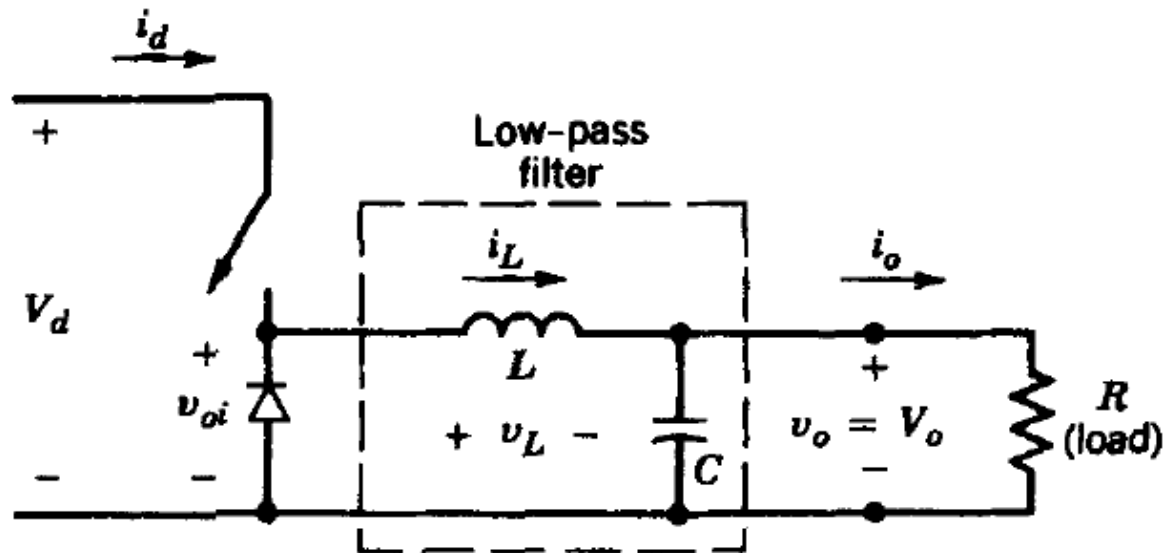 i_d
+
Low-pass
filter
i_L
i_o
V_d
+
L
+
R
(load)
v_oi
+ v_L -
v_o = V_o
C
- -
-